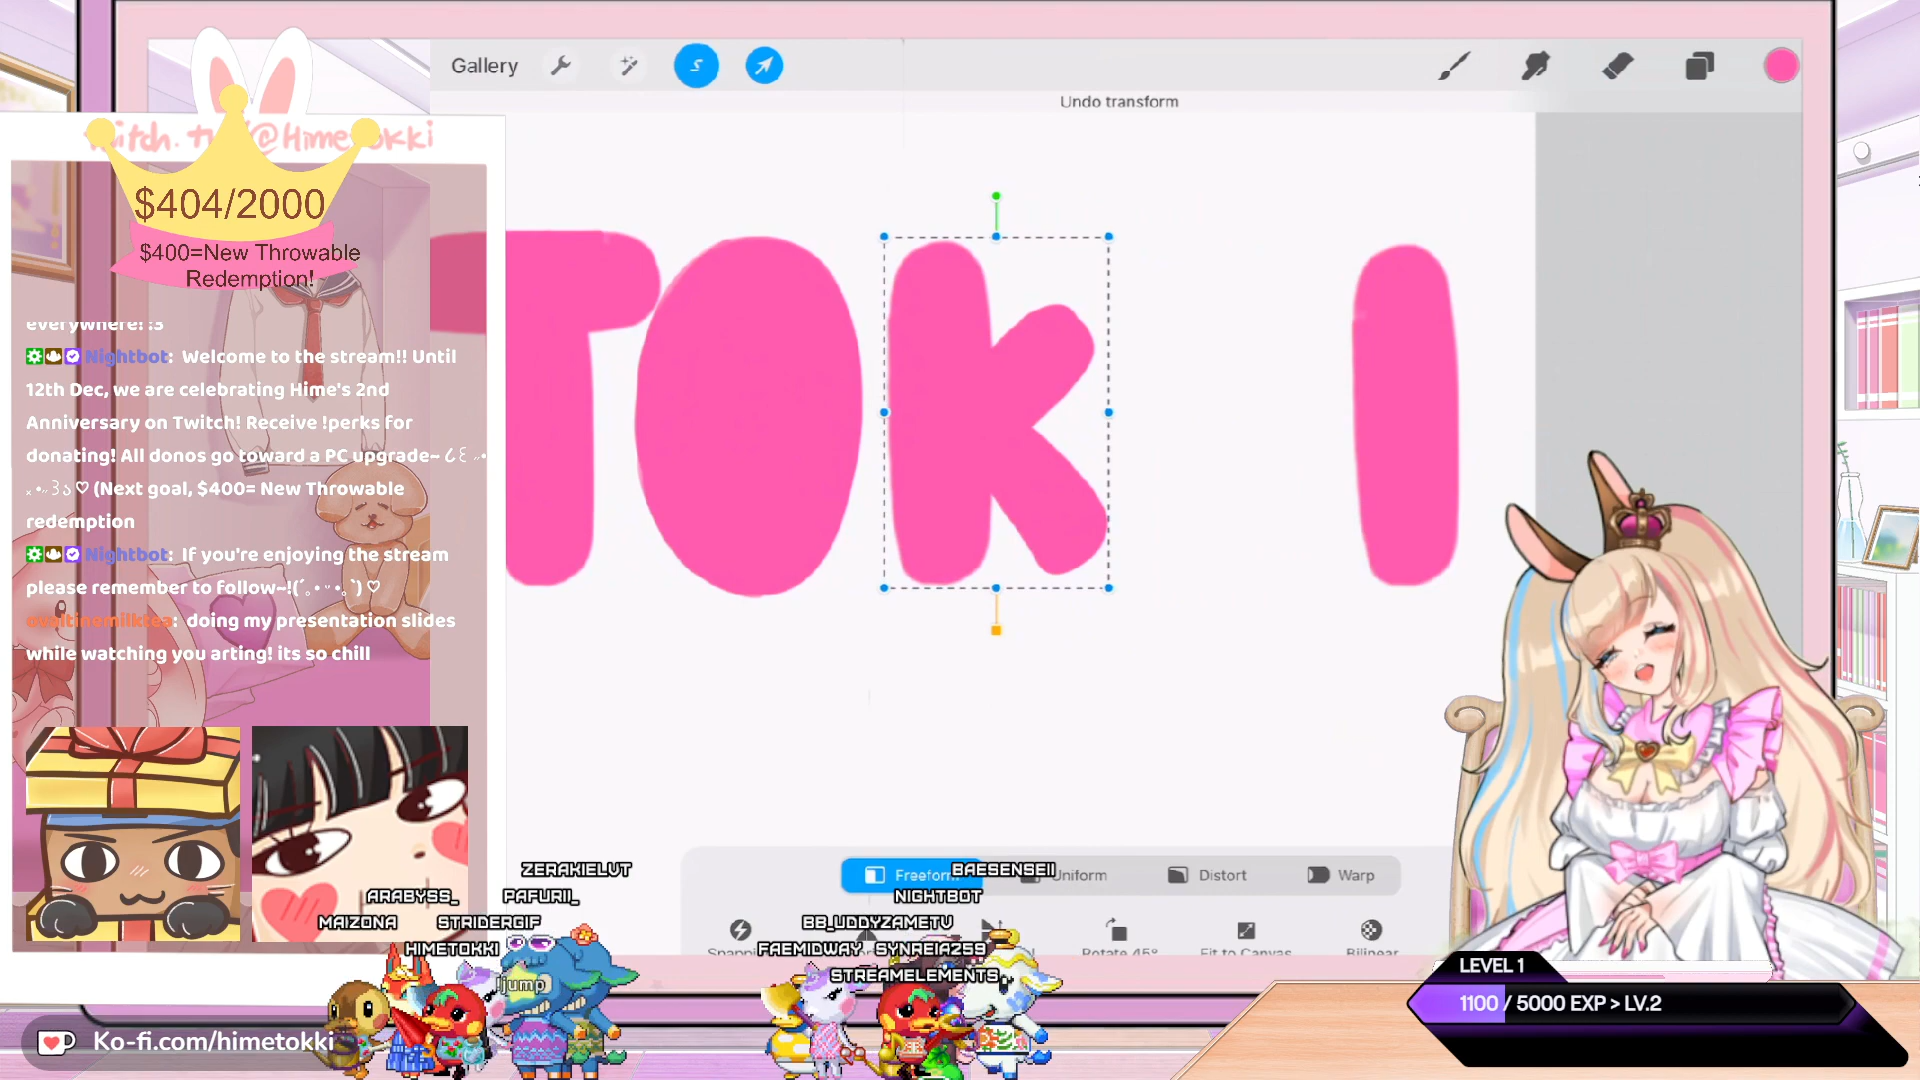 Gallery
Undo transform
@Himetokki
$404/2000
$400=New Throwable
Redemption!
everywhere! :3
Nightbot: Welcome to the stream!! Until
12th Dec, we are celebrating Hime's 2nd
Anniversary on Twitch! Receive !perks for
donating! All donos go toward a PC upgrade~
(Next goal, $400= New Throwable
redemption
Nightbot: If you're enjoying the stream
please remember to follow~!
ovaltinemilktea: doing my presentation slides
while watching you arting! its so chill
TOK I
Freeform
Uniform
Distort
Warp
Rotate 45°
Fit to Canvas
Bilinear
ZERAKIELVT
BAESENSEII
ARABYSS_
PAFURII_
NIGHTBOT
MAIZONA
STRIDERGIF
BB_UDDYZAMETV
HIMETOKKI
FAEMIDWAY
SYNREIA259
STREAMELEMENTS
!jump
LEVEL 1
1100 / 5000 EXP > LV.2
Ko-fi.com/himetokki